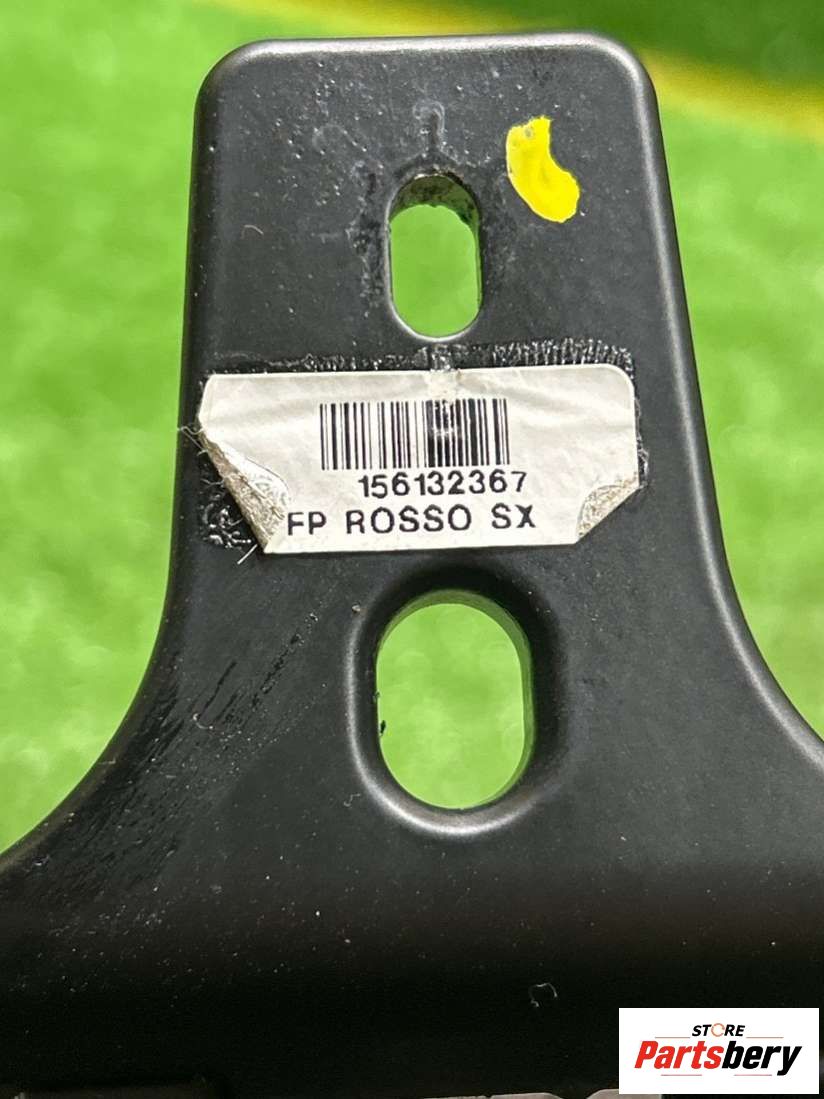 156132367
FP ROSSO SX
STORE
Partsbery